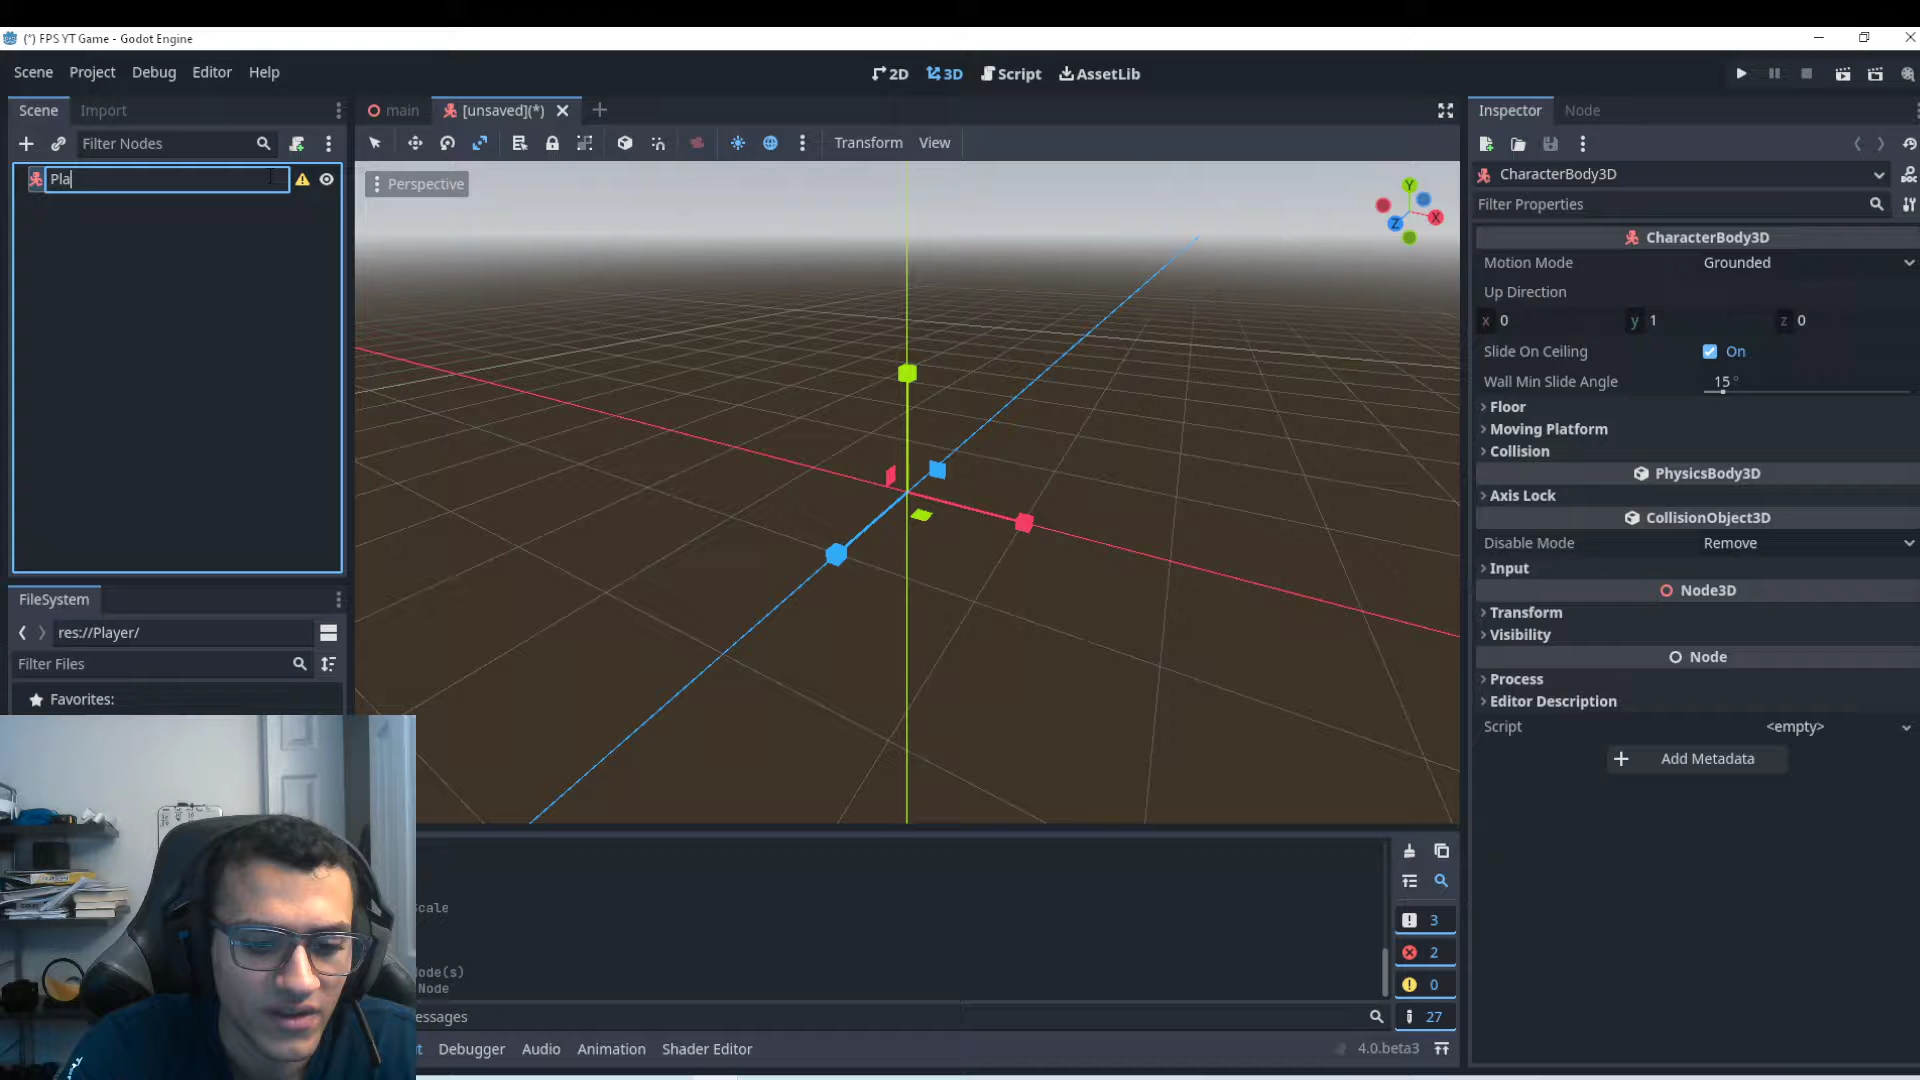 (*) FPS YT Game - Godot Engine
Scene Project Debug Editor Help
2D 3D Script AssetLib
Scene Import
main [unsaved](*)
Inspector Node
Filter Nodes
Transform View
Pla
Perspective
Y
X
Z
CharacterBody3D
Filter Properties
CharacterBody3D
Motion Mode Grounded
Up Direction
x 0 y 1 z 0
Slide On Ceiling On
Wall Min Slide Angle 15 °
Floor
Moving Platform
Collision
PhysicsBody3D
Axis Lock
CollisionObject3D
Disable Mode Remove
Input
Node3D
Transform
Visibility
Node
Process
Editor Description
Script <empty>
Add Metadata
FileSystem
res://Player/
Filter Files
Favorites:
Scale
Node(s)
Node
essages
3
2
0
27
t Debugger Audio Animation Shader Editor
4.0.beta3